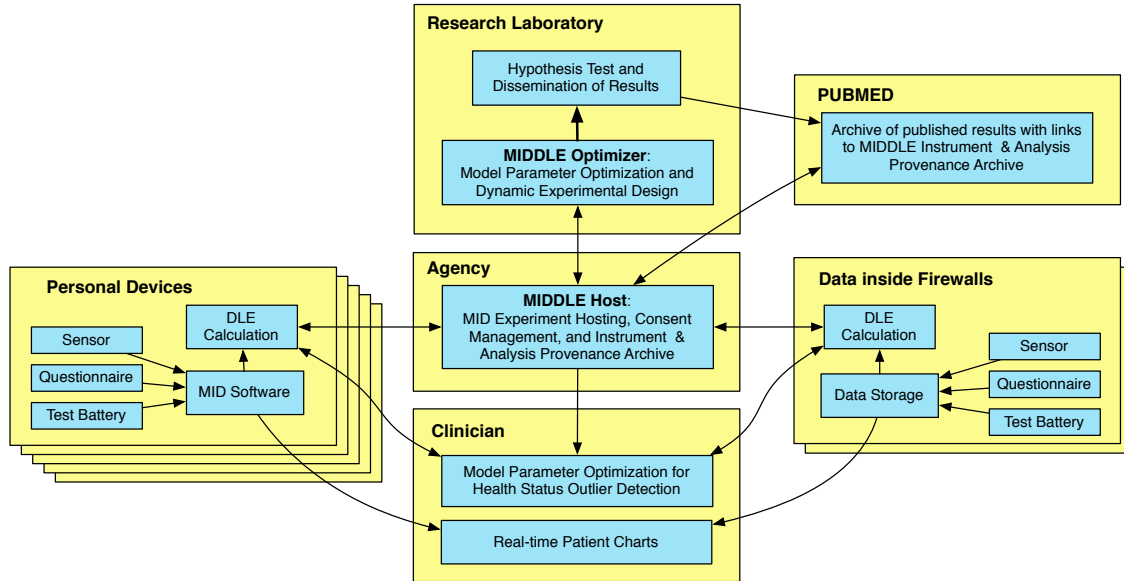 Research Laboratory
Hypothesis Test and
Dissemination of Results
MIDDLE Optimizer:
Model Parameter Optimization and
Dynamic Experimental Design
PUBMED
Archive of published results with links
to MIDDLE Instrument & Analysis
Provenance Archive
Agency
MIDDLE Host:
MID Experiment Hosting, Consent
Management, and Instrument &
Analysis Provenance Archive
Personal Devices
DLE
Calculation
Sensor
Questionnaire
Test Battery
MID Software
Data inside Firewalls
DLE
Calculation
Data Storage
Sensor
Questionnaire
Test Battery
Clinician
Model Parameter Optimization for
Health Status Outlier Detection
Real-time Patient Charts